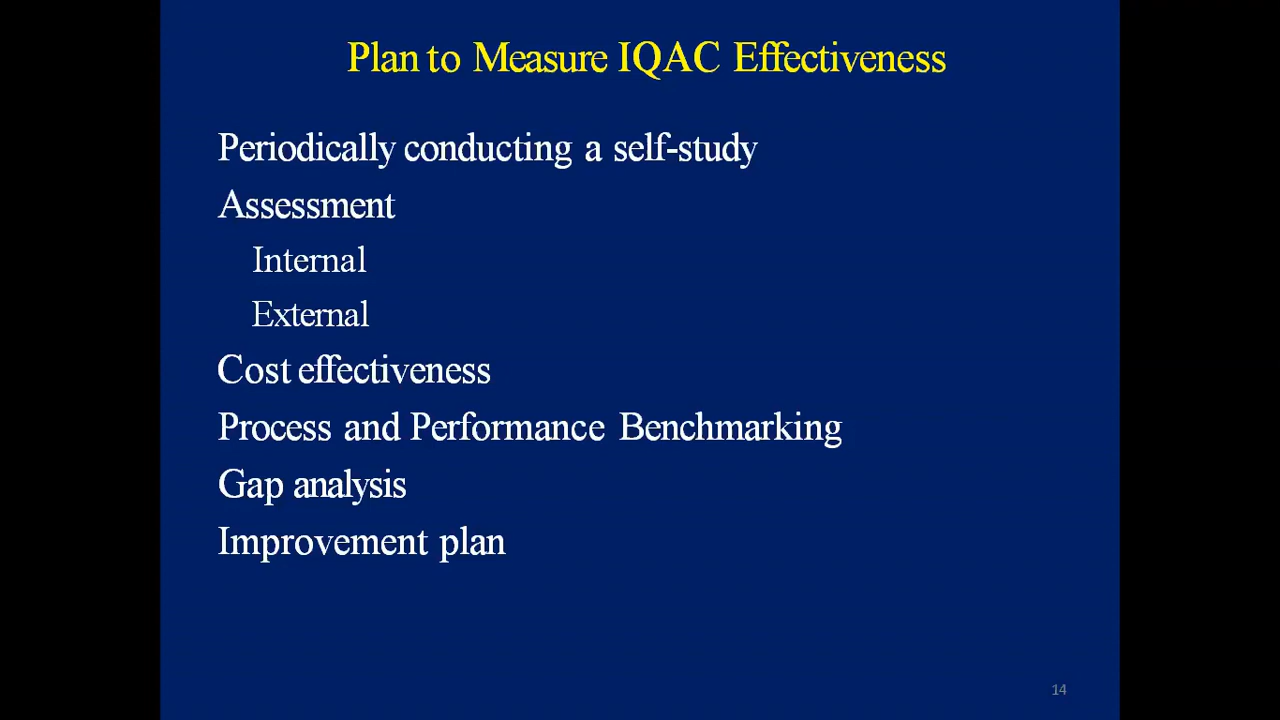 Plan to Measure IQAC Effectiveness
Periodically conducting a self-study
Assessment
Internal
External
Cost effectiveness
Process and Performance Benchmarking
Gap analysis
Improvement plan
14